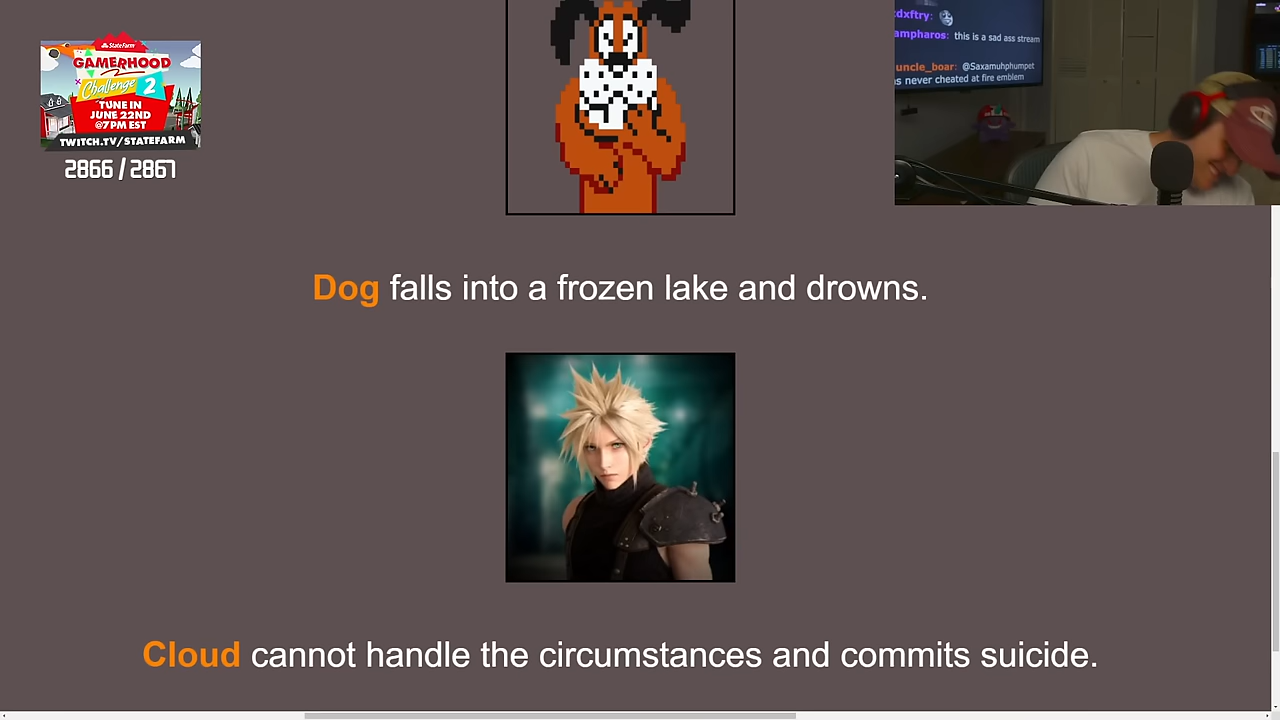 StateFarm
GAMERHOOD
Challenge 2
TUNE IN
JUNE 22ND
@7PM EST
TWITCH.TV/STATEFARM
2866 / 2867
dxftry:
ampharos: this is a sad ass stream
uncle_boar: @Saxamuhphumpet
s never cheated at fire emblem
Dog falls into a frozen lake and drowns.
Cloud cannot handle the circumstances and commits suicide.